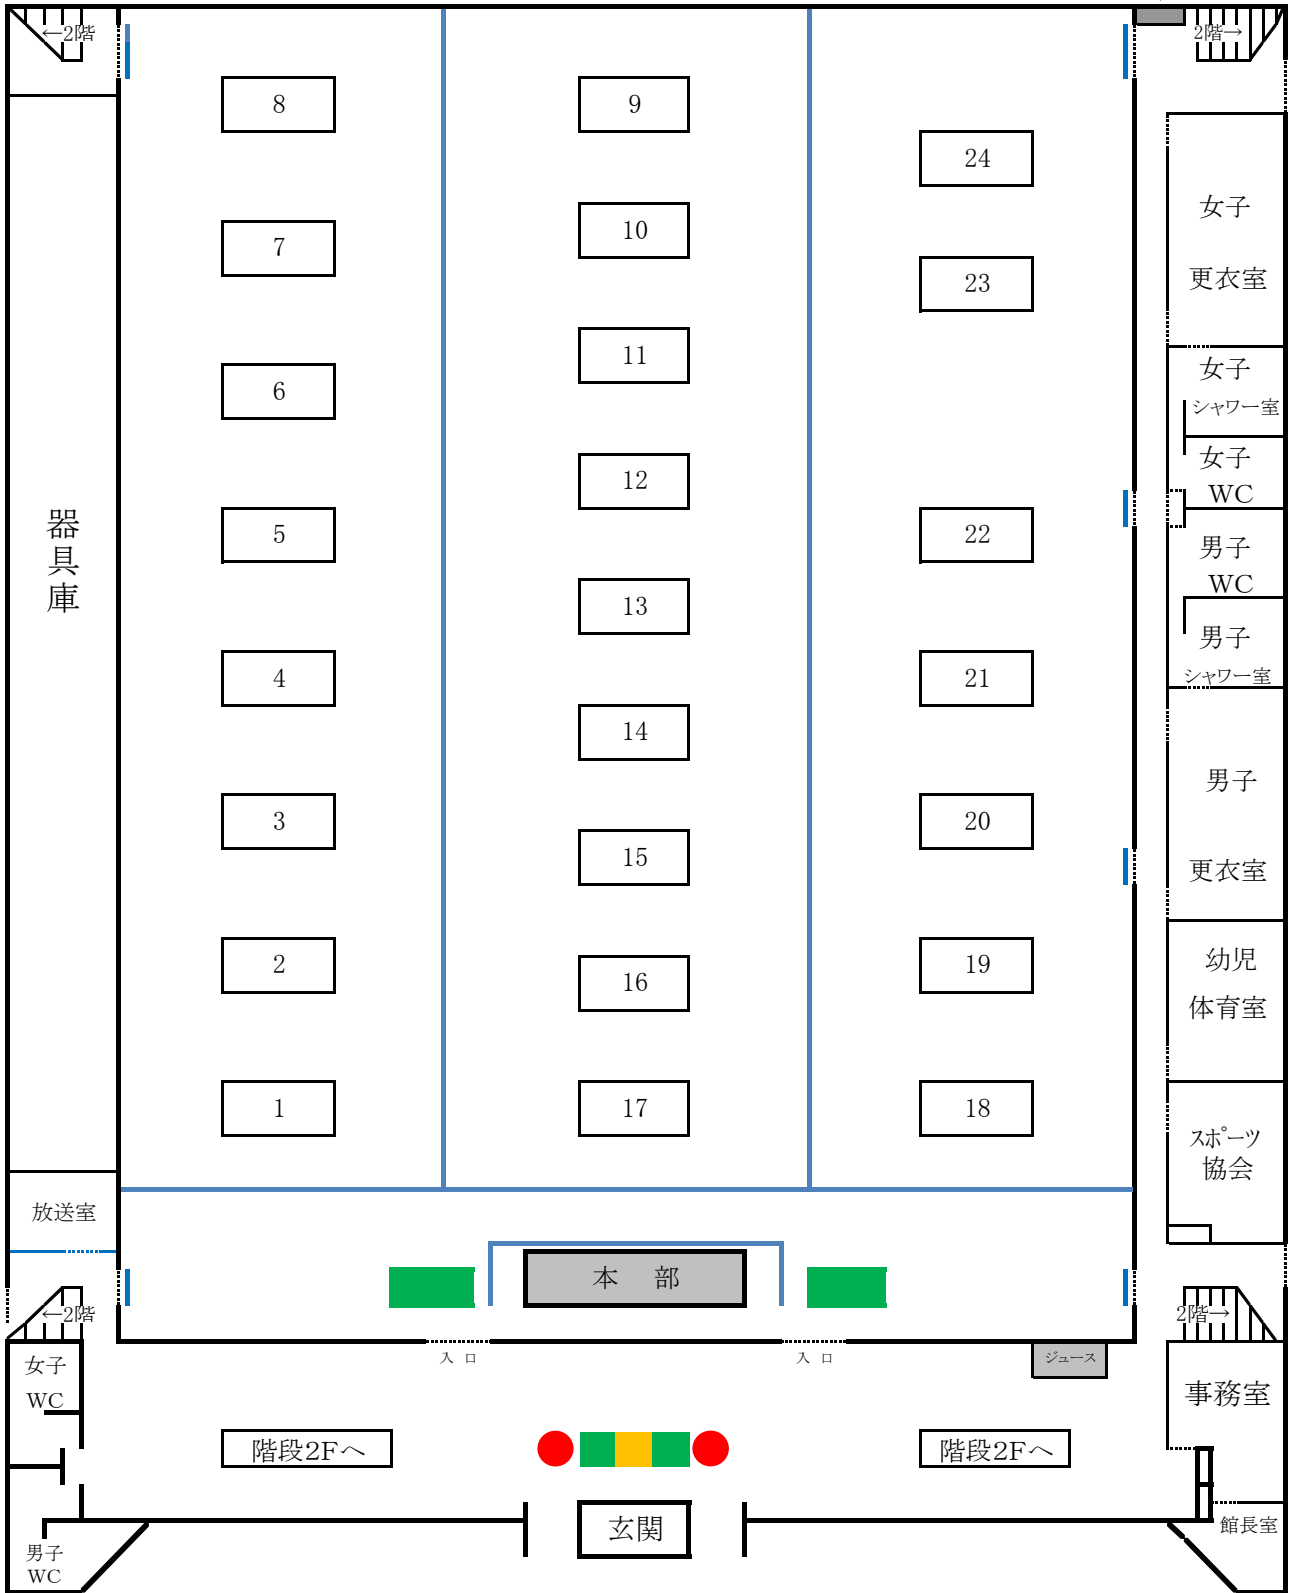 ←2階
2階→
8
9
24
7
10
23
女子
更衣室
6
11
女子
シャワー室
5
12
22
女子
WC
器具庫
男子
WC
4
13
21
男子
シャワー室
3
14
20
男子
更衣室
2
15
19
幼児
体育室
16
1
17
18
スポーツ
協会
放送室
本 部
←2階
2階→
入 口
入 口
ジュース
女子
WC
事務室
階段2Fへ
階段2Fへ
玄関
館長室
男子
WC